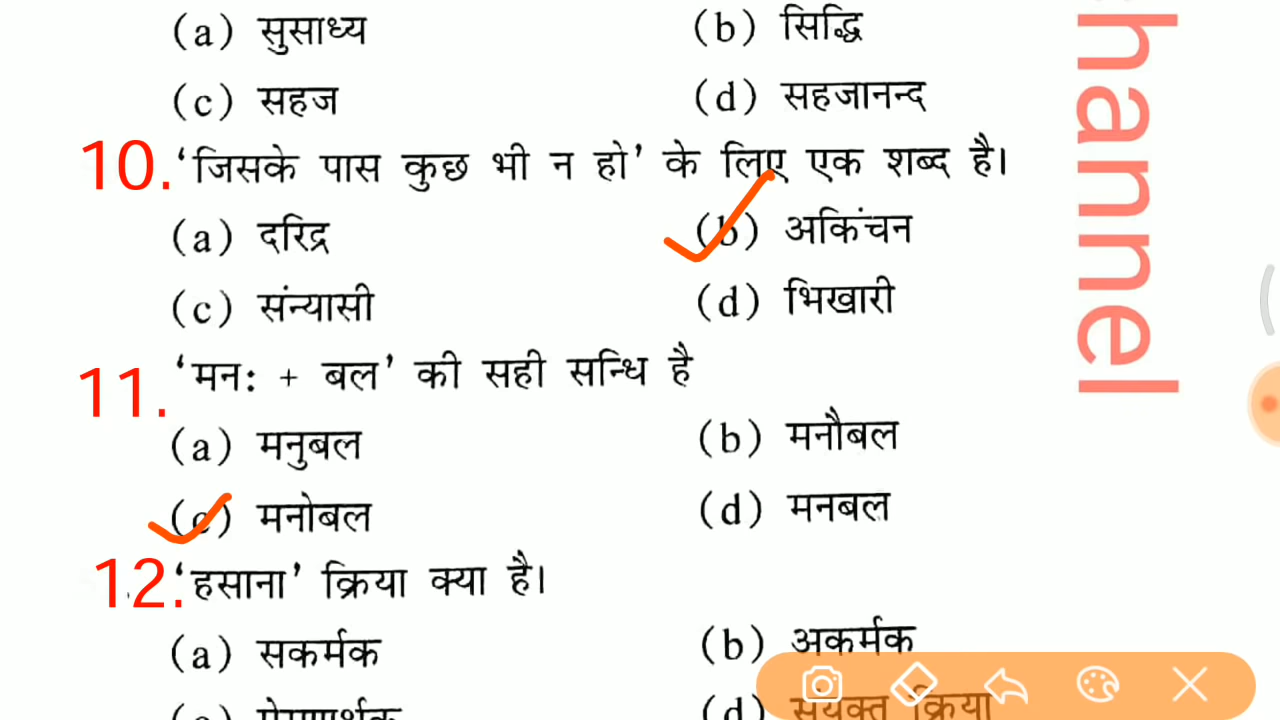 (a) सुसाध्य (b) सिद्धि
(c) सहज (d) सहजानन्द
10. ‘जिसके पास कुछ भी न हो’ के लिए एक शब्द है।
(a) दरिद्र (b) अकिंचन
(c) संन्यासी (d) भिखारी
11. ‘मन: + बल’ की सही सन्धि है
(a) मनुबल (b) मनौबल
(c) मनोबल (d) मनबल
12. ‘हसाना’ क्रिया क्या है।
(a) सकर्मक (b) अकर्मक
(d) संयुक्त क्रिया
hannel